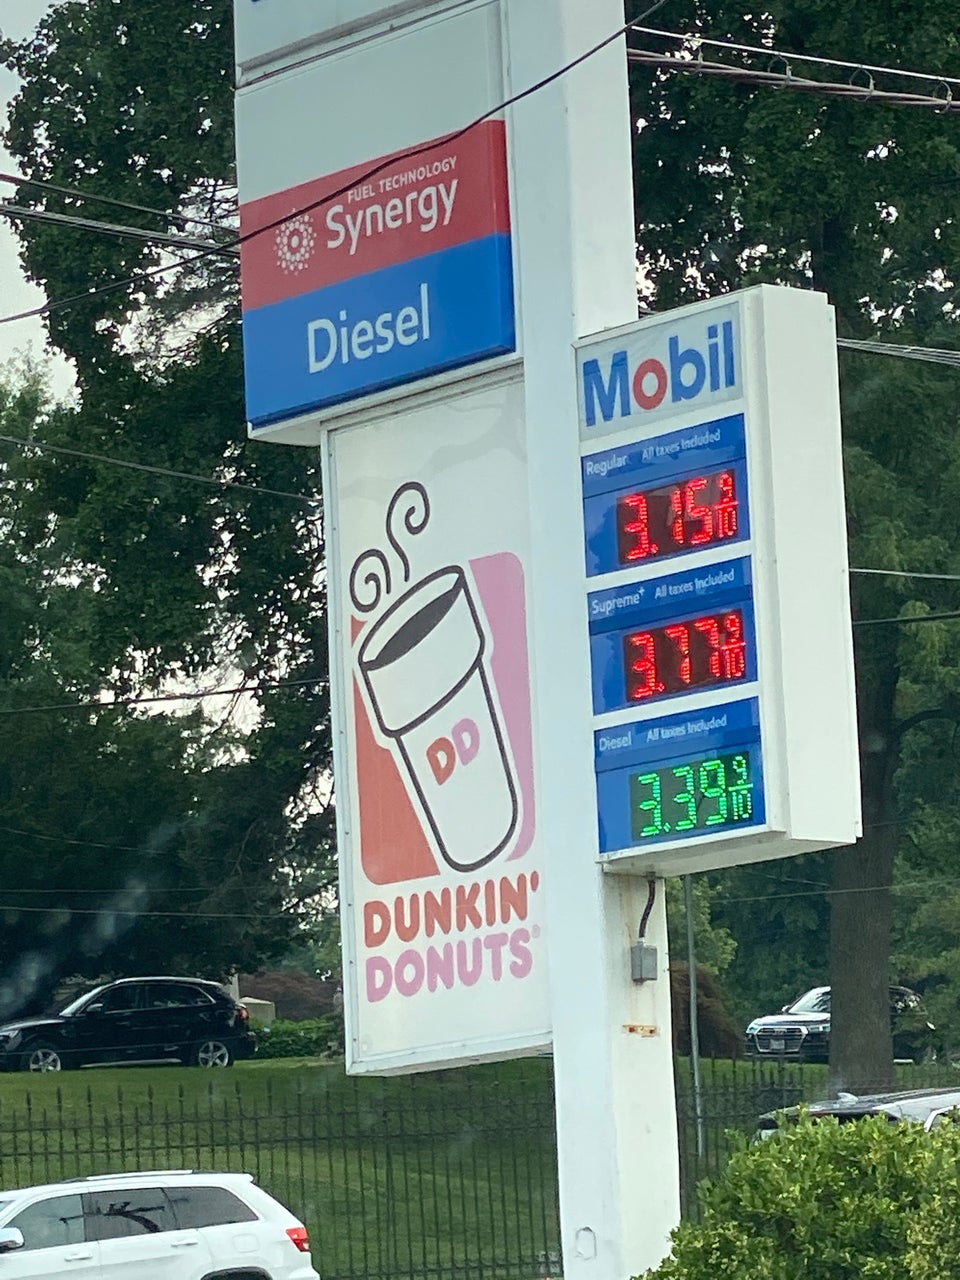 FUEL TECHNOLOGY
Synergy
Diesel
Mobil
Regular All taxes Included
3.15 9/10
Supreme+ All taxes Included
3.77 9/10
Diesel All taxes Included
3.39 9/10
DD
DUNKIN'
DONUTS®